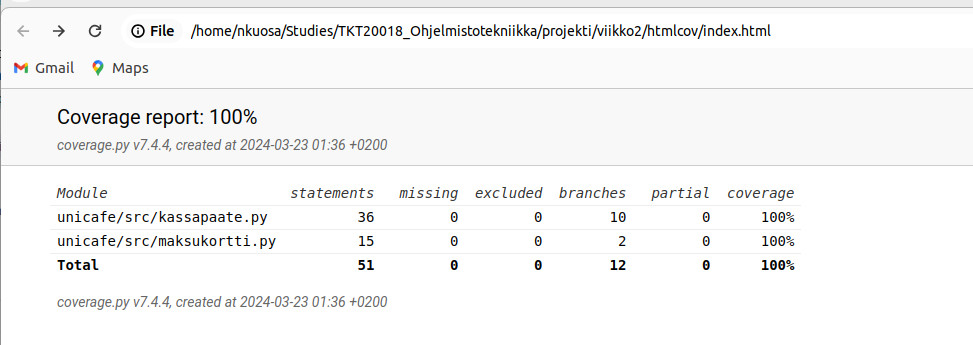 File /home/nkuosa/Studies/TKT20018_Ohjelmistotekniikka/projekti/viikko2/htmlcov/index.html
Gmail Maps
Coverage report: 100%
coverage.py v7.4.4, created at 2024-03-23 01:36 +0200
Module statements missing excluded branches partial coverage
unicafe/src/kassapaate.py 36 0 0 10 0 100%
unicafe/src/maksukortti.py 15 0 0 2 0 100%
Total 51 0 0 12 0 100%
coverage.py v7.4.4, created at 2024-03-23 01:36 +0200